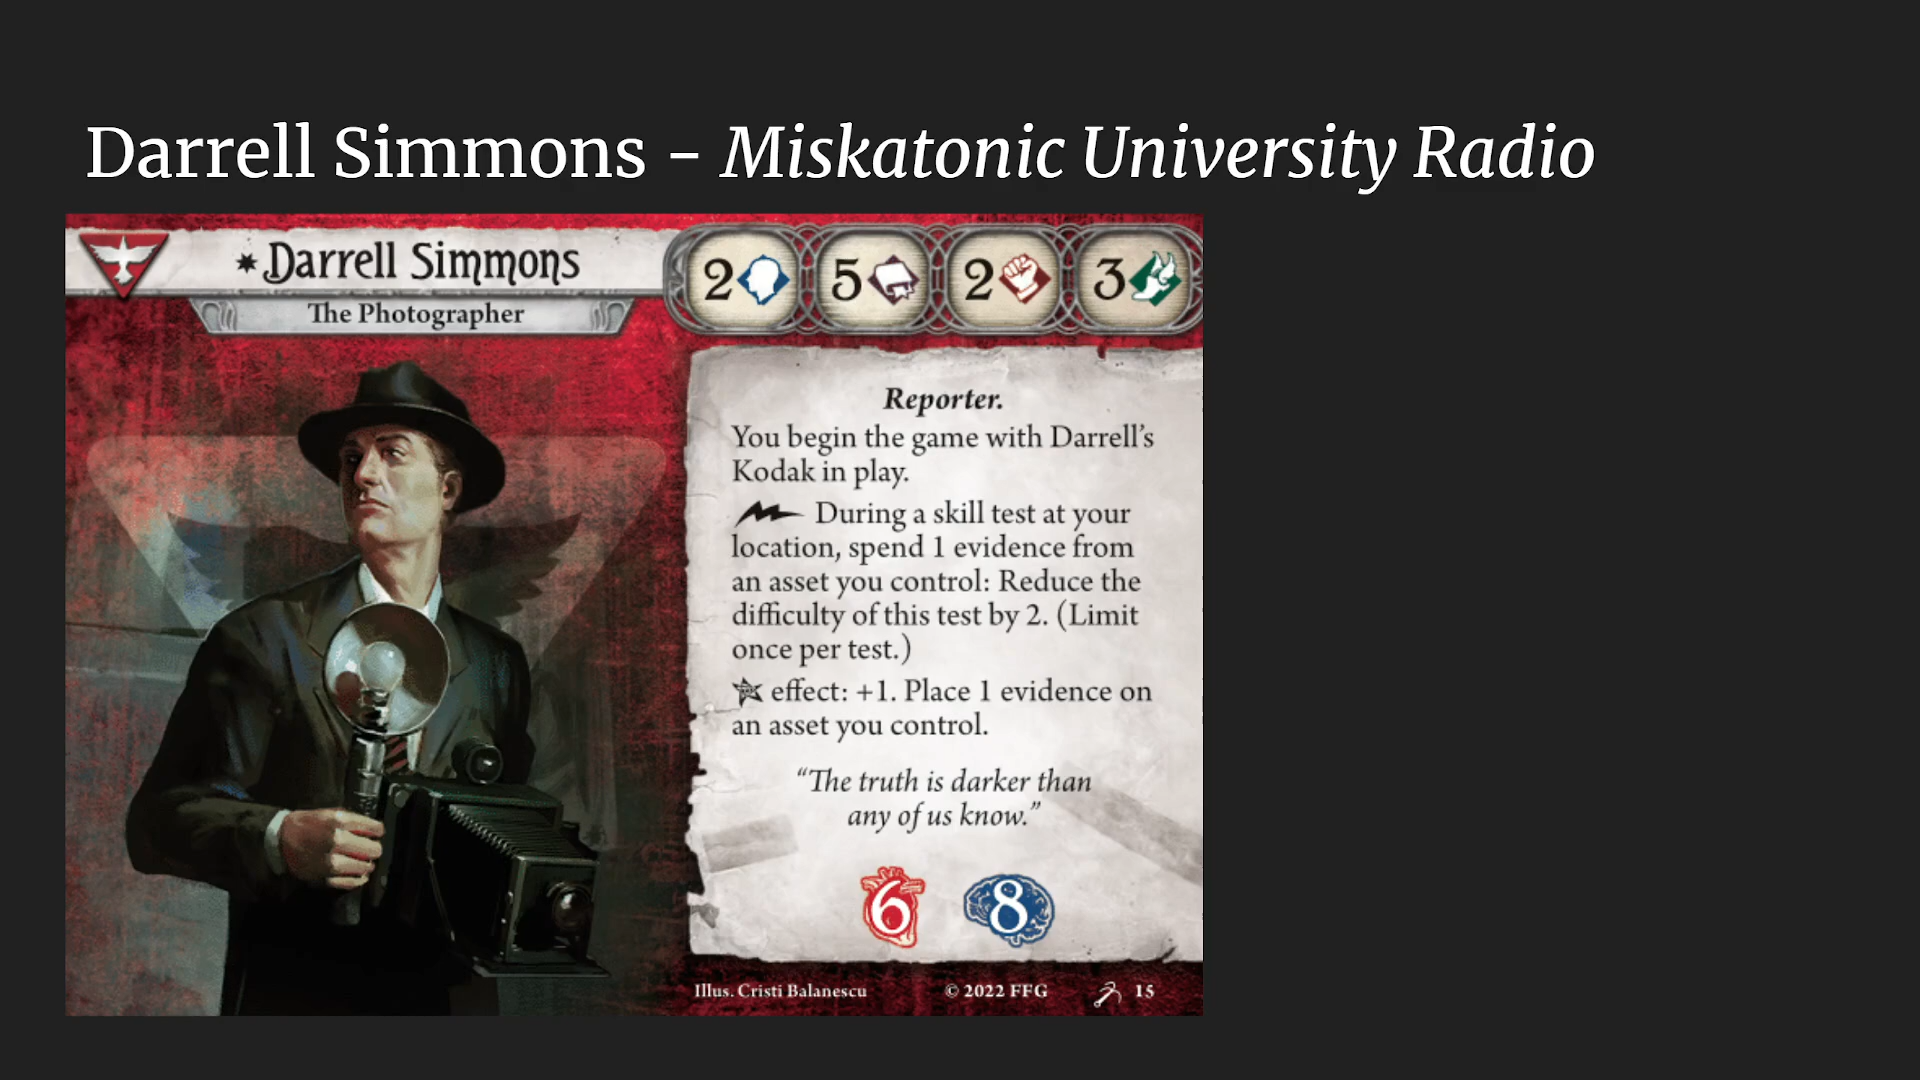 Darrell Simmons – Miskatonic University Radio
Darrell Simmons
The Photographer
2 5 2 3
Reporter.
You begin the game with Darrell's
Kodak in play.
During a skill test at your
location, spend 1 evidence from
an asset you control: Reduce the
difficulty of this test by 2. (Limit
once per test.)
effect: +1. Place 1 evidence on
an asset you control.
“The truth is darker than
any of us know.”
6 8
Illus. Cristi Balanescu © 2022 FFG 15